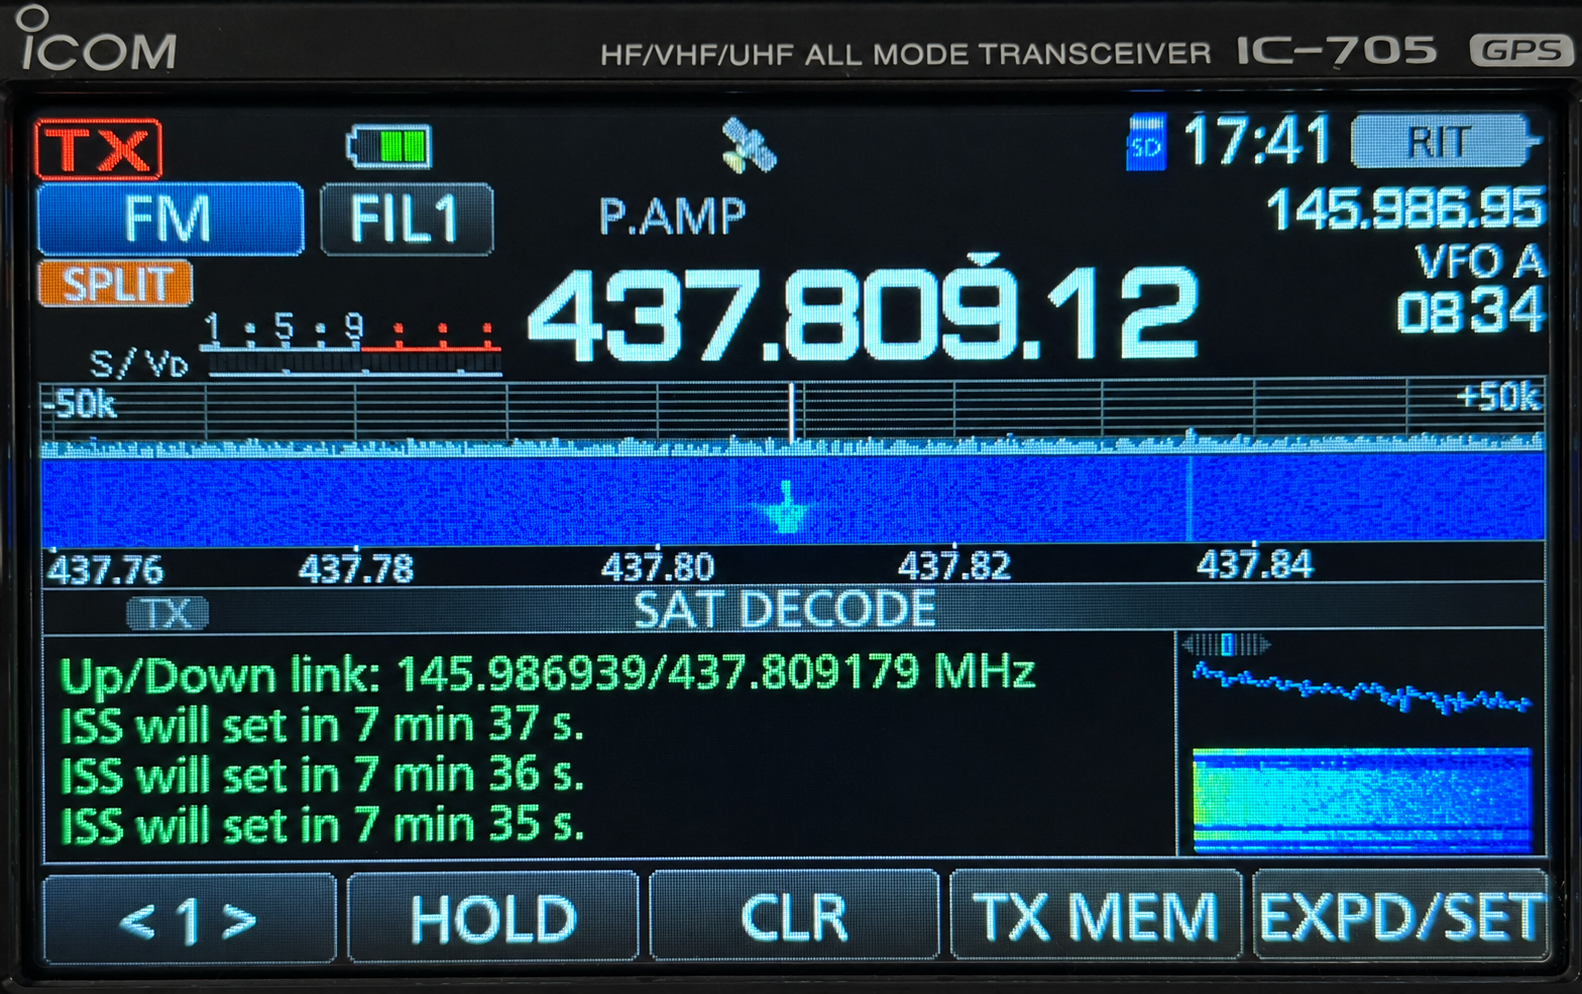 ICOM
HF/VHF/UHF ALL MODE TRANSCEIVER IC-705 GPS
TX
SD 17:41 RIT
FM FIL1 P.AMP 145.986.95
SPLIT VFO A
437.809.12 08 34
1 5 9
S/VD
-50k +50k
437.76 437.78 437.80 437.82 437.84
TX SAT DECODE
Up/Down link: 145.986939/437.809179 MHz
ISS will set in 7 min 37 s.
ISS will set in 7 min 36 s.
ISS will set in 7 min 35 s.
< 1 > HOLD CLR TX MEM EXPD/SET